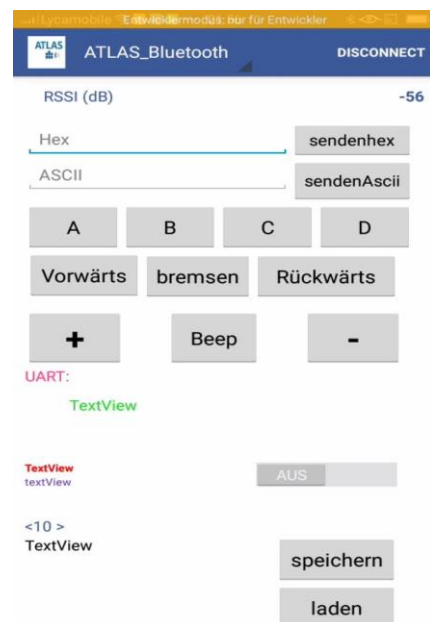 Lycamobile Entwicklermodus: nur für Entwickler
ATLAS ATLAS_Bluetooth DISCONNECT
RSSI (dB) -56
Hex sendenhex
ASCII sendenAscii
A B C D
Vorwärts bremsen Rückwärts
+ Beep -
UART:
TextView
TextView
textView AUS
<10 >
TextView
speichern
laden